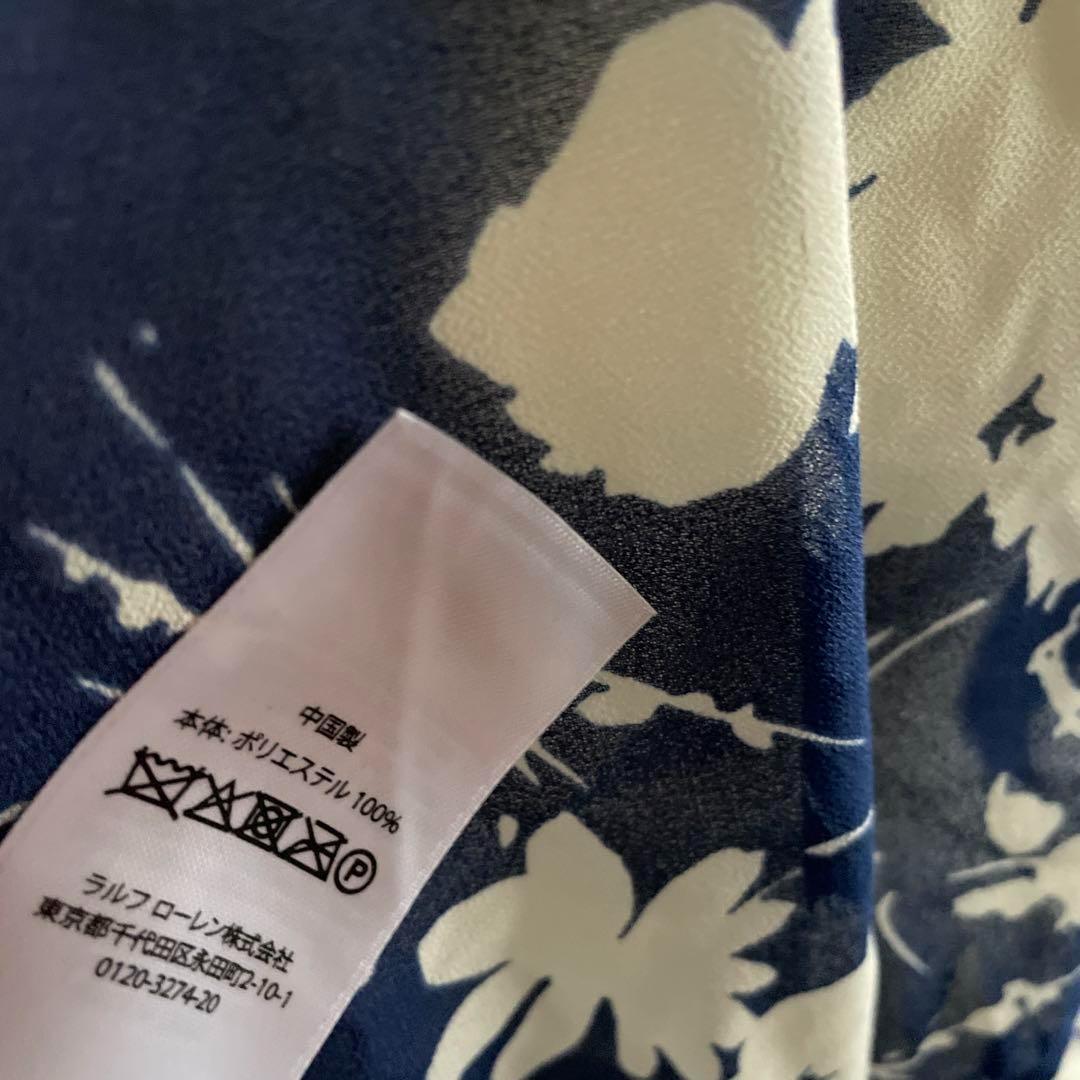 中国製
本体: ポリエステル 100%
P
ラルフ ローレン株式会社
東京都千代田区永田町2-10-1
0120-3274-20